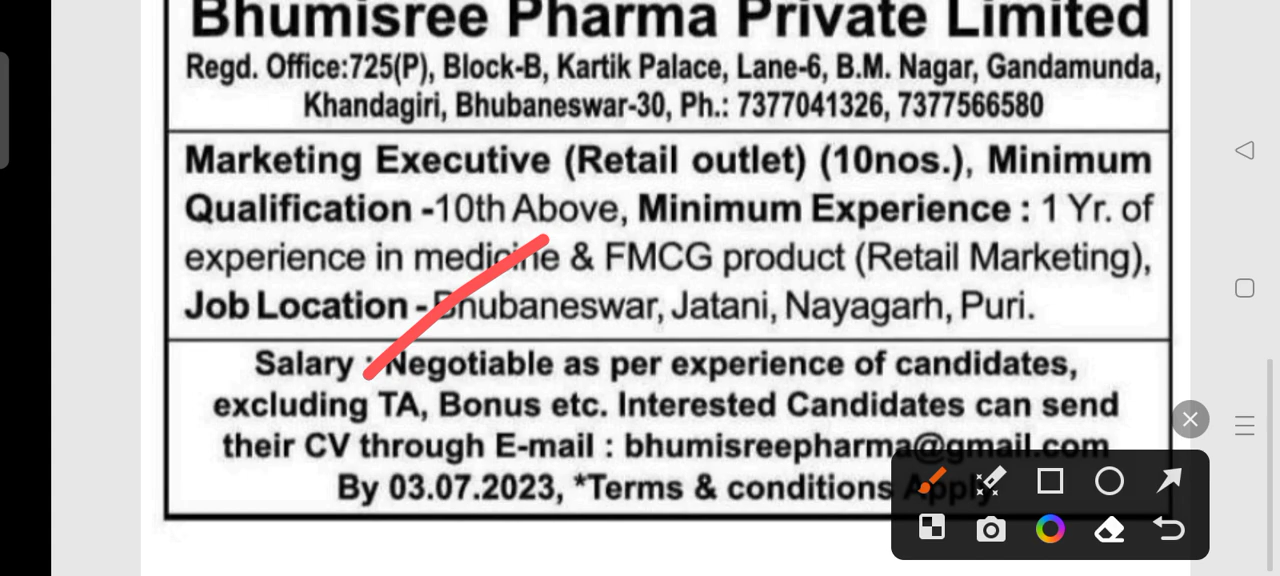 Bhumisree Pharma Private Limited
Regd. Office:725(P), Block-B, Kartik Palace, Lane-6, B.M. Nagar, Gandamunda,
Khandagiri, Bhubaneswar-30, Ph.: 7377041326, 7377566580
Marketing Executive (Retail outlet) (10nos.), Minimum
Qualification -10th Above, Minimum Experience : 1 Yr. of
experience in medicine & FMCG product (Retail Marketing),
Job Location -Bhubaneswar, Jatani, Nayagarh, Puri.
Salary : Negotiable as per experience of candidates,
excluding TA, Bonus etc. Interested Candidates can send
their CV through E-mail : bhumisreepharma@gmail.com
By 03.07.2023, *Terms & conditions Apply